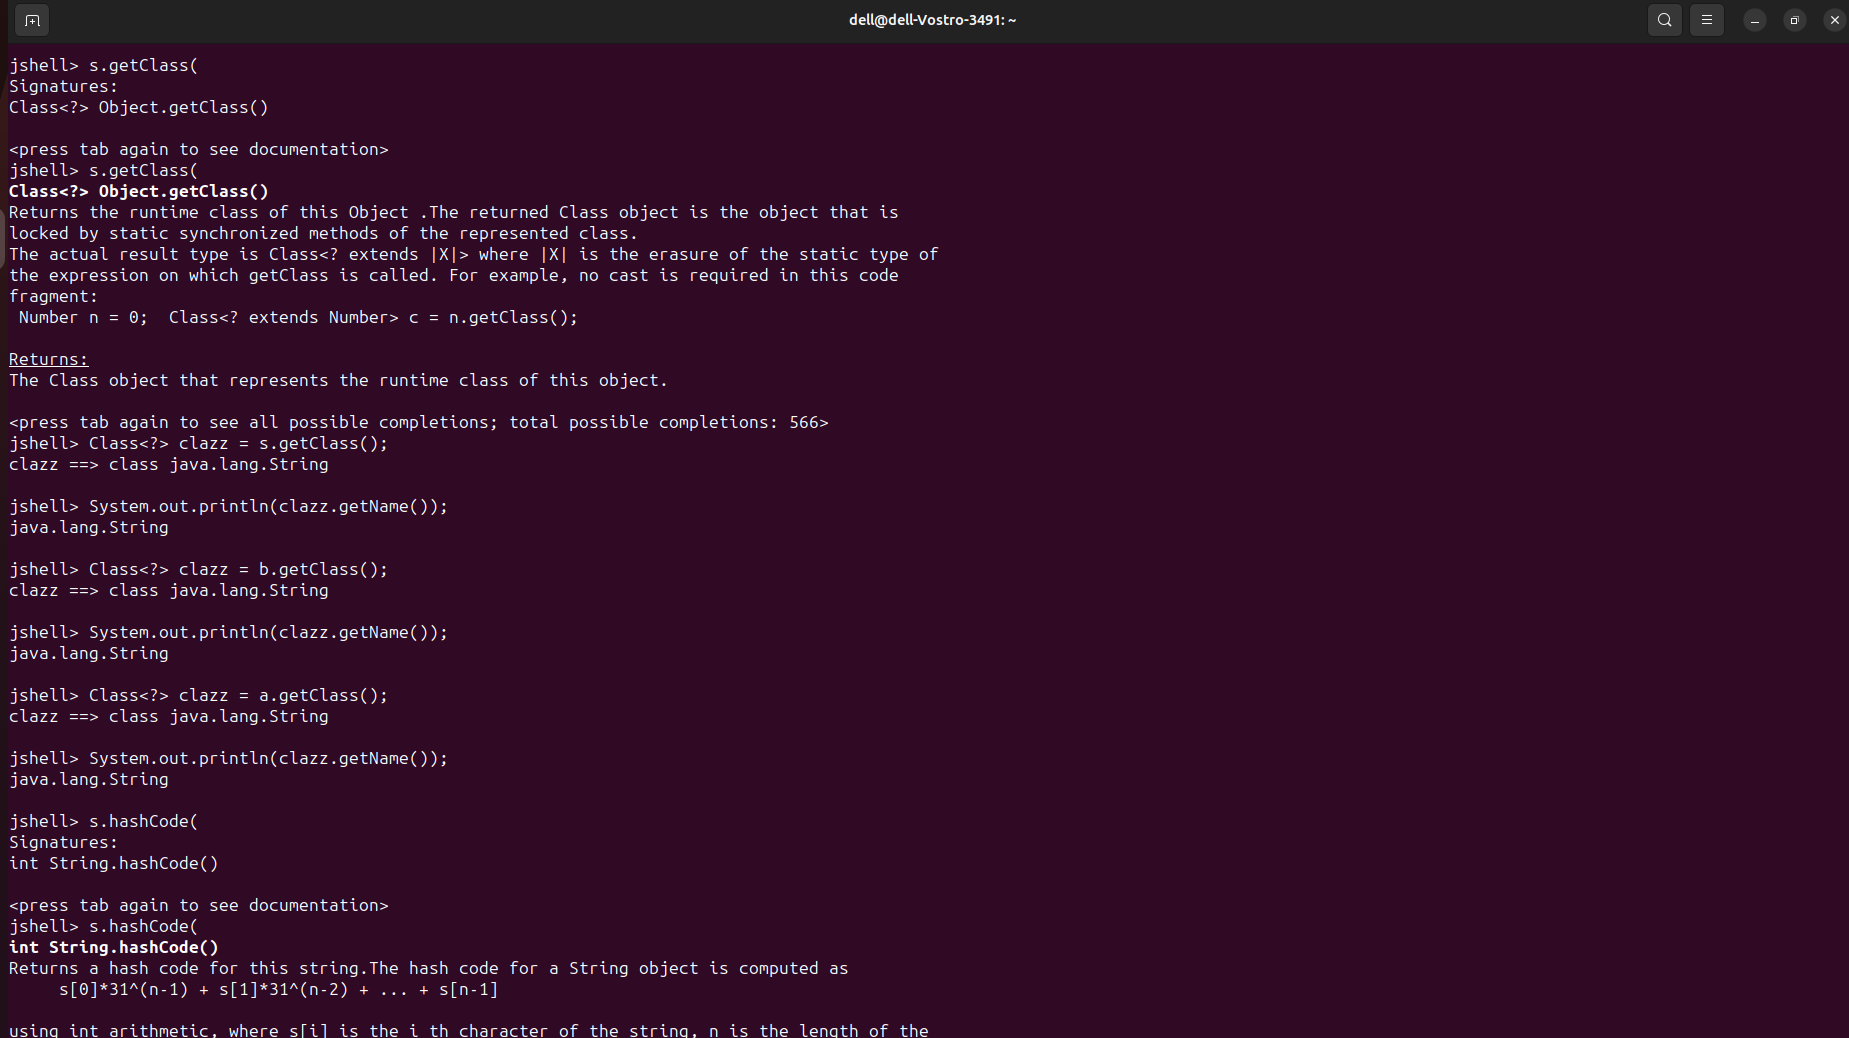 dell@dell-Vostro-3491: ~
jshell> s.getClass(
Signatures:
Class<?> Object.getClass()
<press tab again to see documentation>
jshell> s.getClass(
Class<?> Object.getClass()
Returns the runtime class of this Object .The returned Class object is the object that is
locked by static synchronized methods of the represented class.
The actual result type is Class<? extends |X|> where |X| is the erasure of the static type of
the expression on which getClass is called. For example, no cast is required in this code
fragment:
Number n = 0;  Class<? extends Number> c = n.getClass();
Returns:
The Class object that represents the runtime class of this object.
<press tab again to see all possible completions; total possible completions: 566>
jshell> Class<?> clazz = s.getClass();
clazz ==> class java.lang.String
jshell> System.out.println(clazz.getName());
java.lang.String
jshell> Class<?> clazz = b.getClass();
clazz ==> class java.lang.String
jshell> System.out.println(clazz.getName());
java.lang.String
jshell> Class<?> clazz = a.getClass();
clazz ==> class java.lang.String
jshell> System.out.println(clazz.getName());
java.lang.String
jshell> s.hashCode(
Signatures:
int String.hashCode()
<press tab again to see documentation>
jshell> s.hashCode(
int String.hashCode()
Returns a hash code for this string.The hash code for a String object is computed as
s[0]*31^(n-1) + s[1]*31^(n-2) + ... + s[n-1]
using int arithmetic, where s[i] is the i th character of the string, n is the length of the